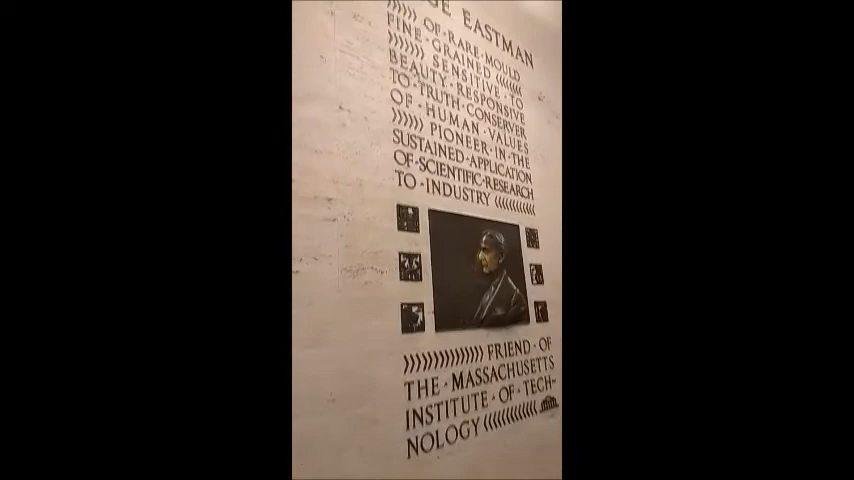 GE EASTMAN
))))) OF·RARE·MOULD
FINE-GRAINED ((((((
)))))) SENSITIVE·TO
BEAUTY·RESPONSIVE
TO·TRUTH·CONSERVER
OF·HUMAN·VALUES
)))))) PIONEER·IN·THE
SUSTAINED·APPLICATION
OF·SCIENTIFIC·RESEARCH
TO·INDUSTRY ((((((((((
))))))))))))) FRIEND·OF
THE·MASSACHUSETTS
INSTITUTE·OF·TECH-
NOLOGY ((((((((((((